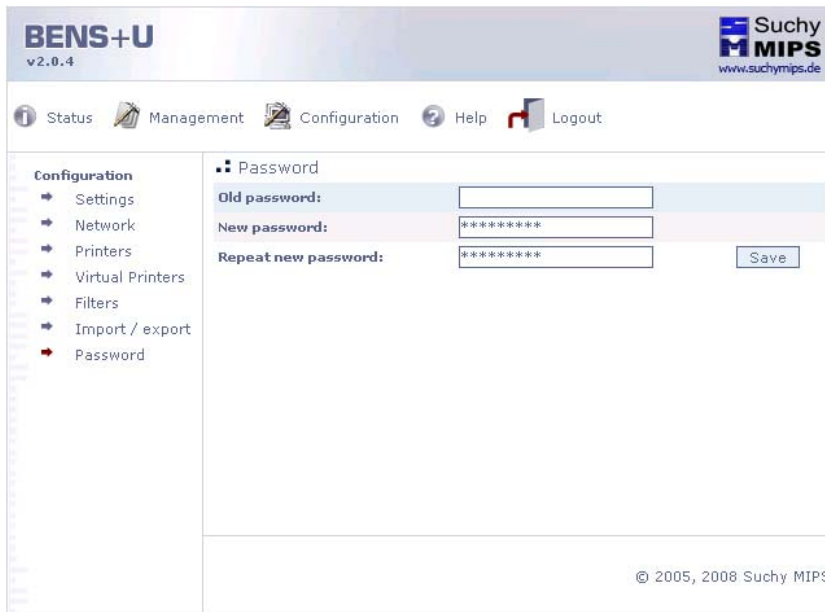 BENS+U
v2.0.4
Suchy
MIPS
www.suchymips.de
Status Management Configuration Help Logout
Configuration
Settings
Network
Printers
Virtual Printers
Filters
Import / export
Password
Password
Old password:
New password: *********
Repeat new password: ********* Save
© 2005, 2008 Suchy MIPS